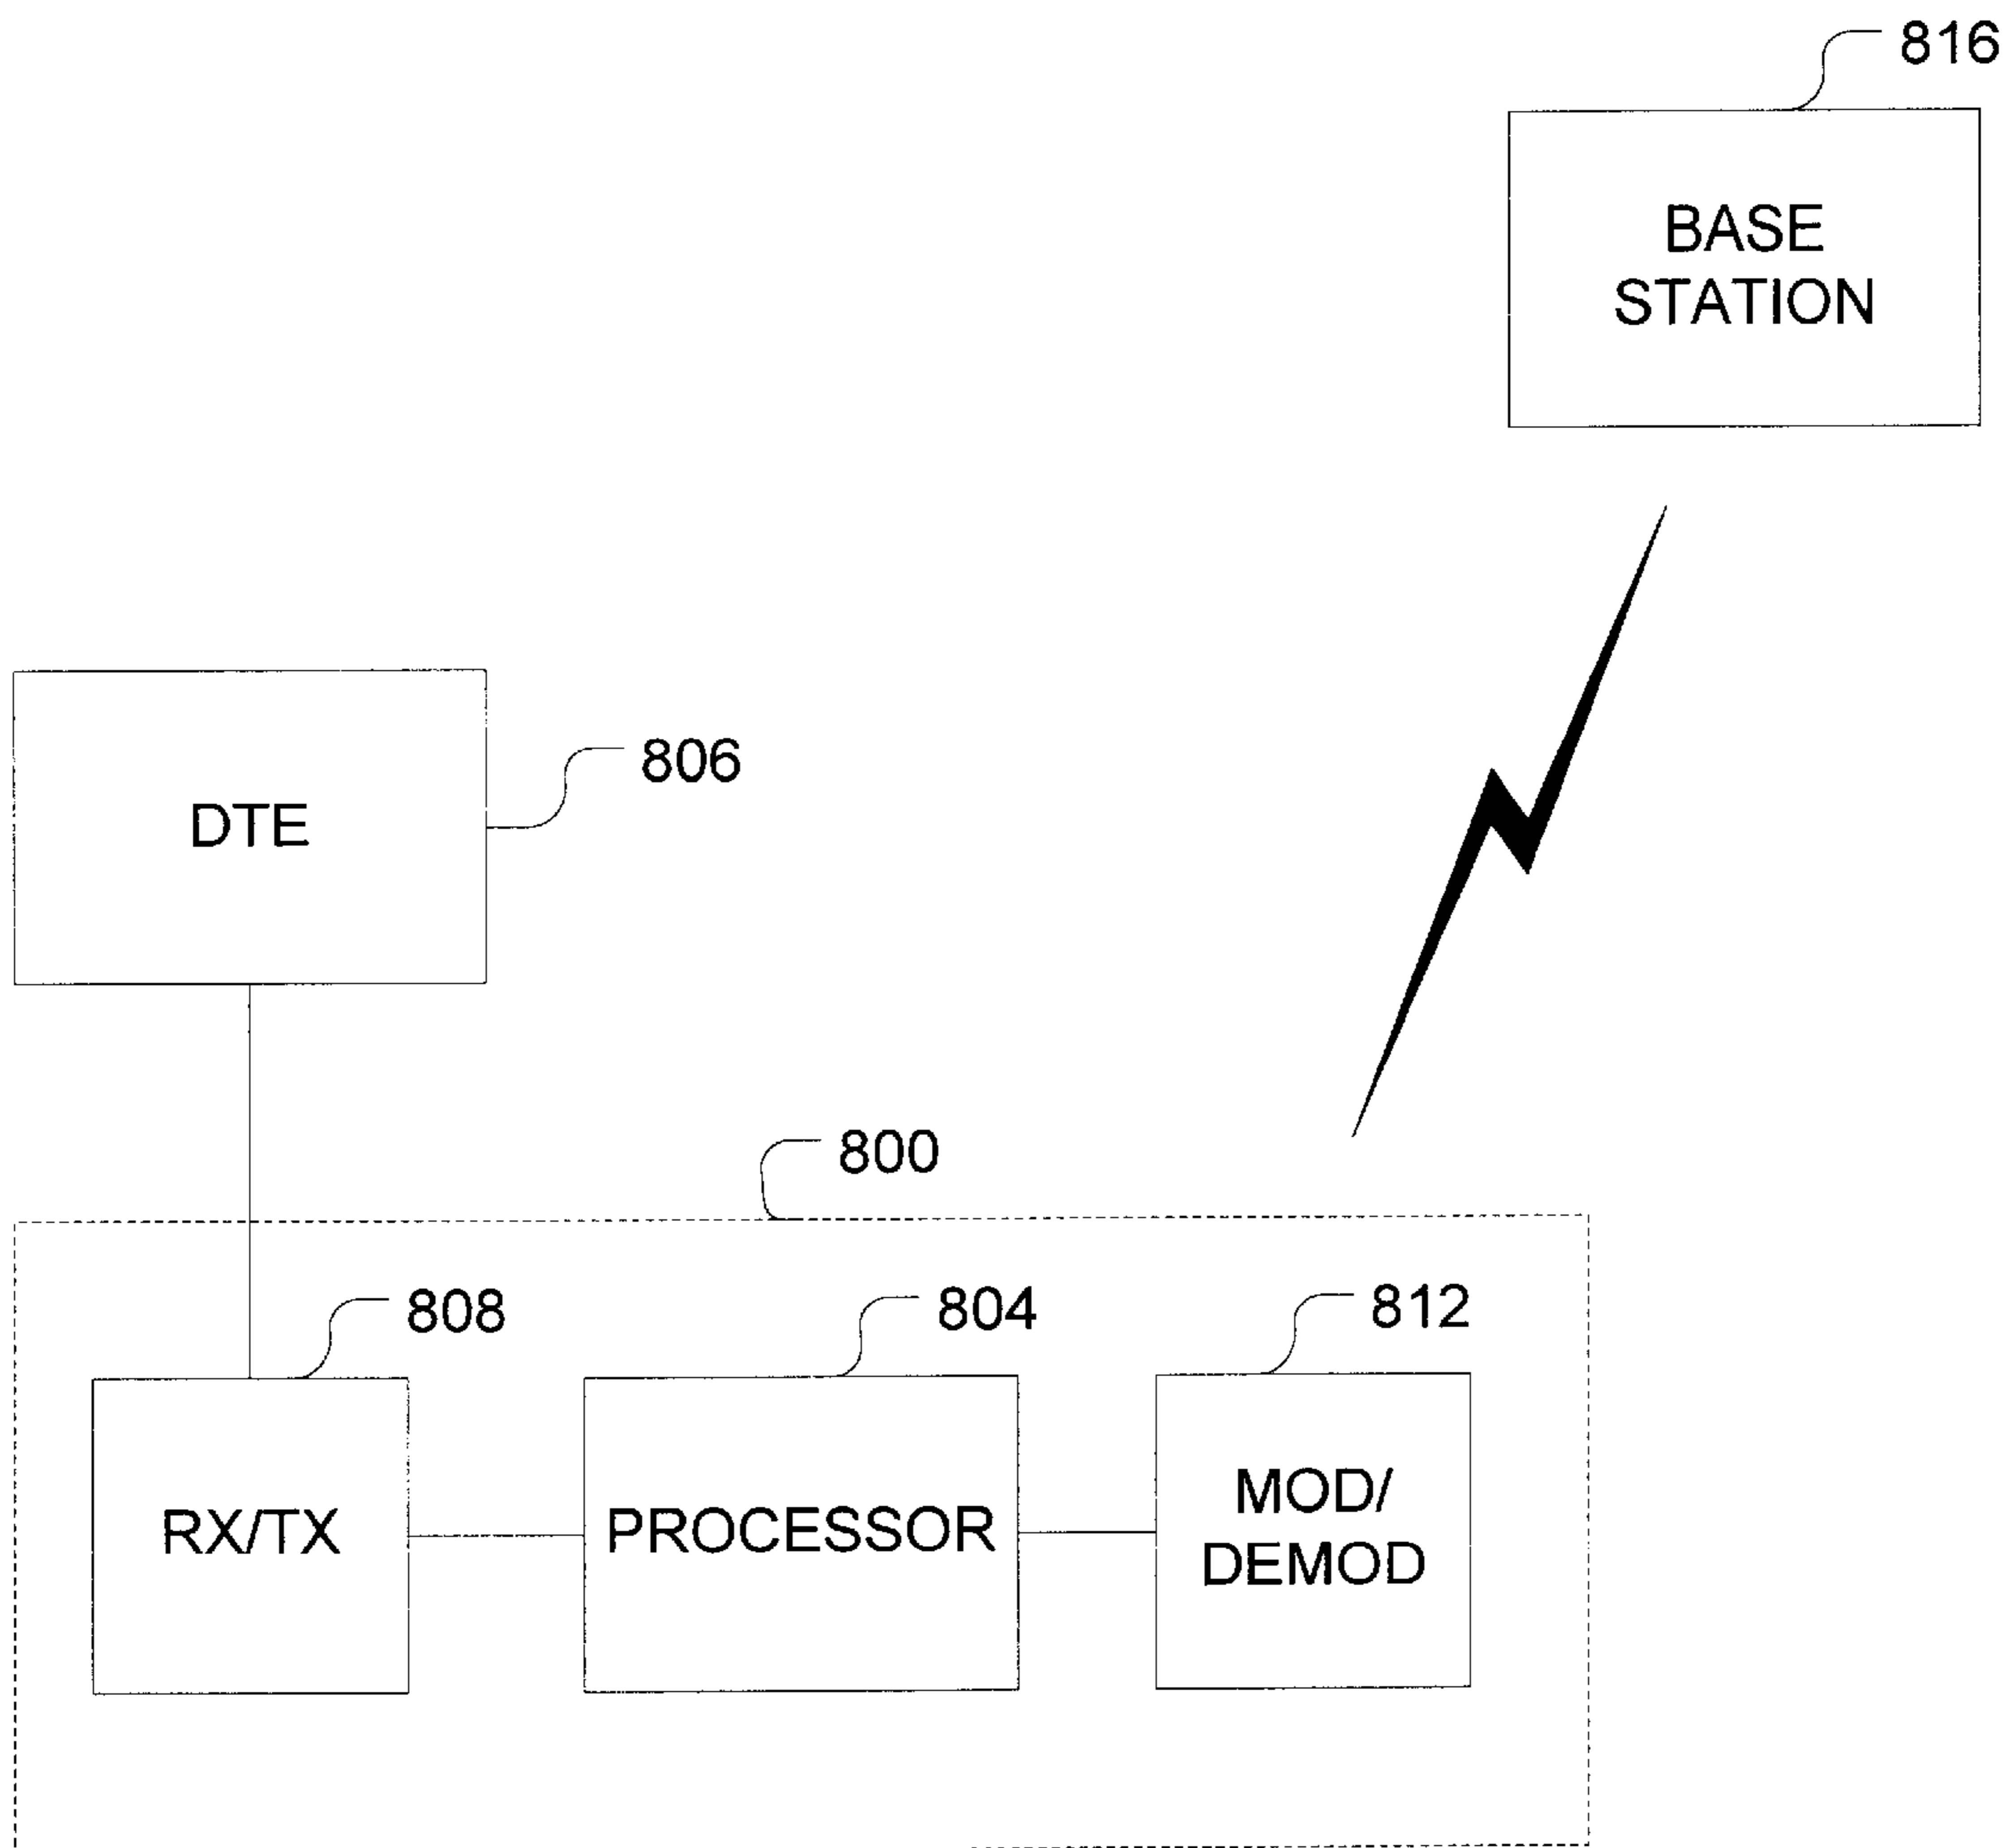 816
BASE
STATION
806
DTE
800
808
804
812
RX/TX
PROCESSOR
MOD/
DEMOD